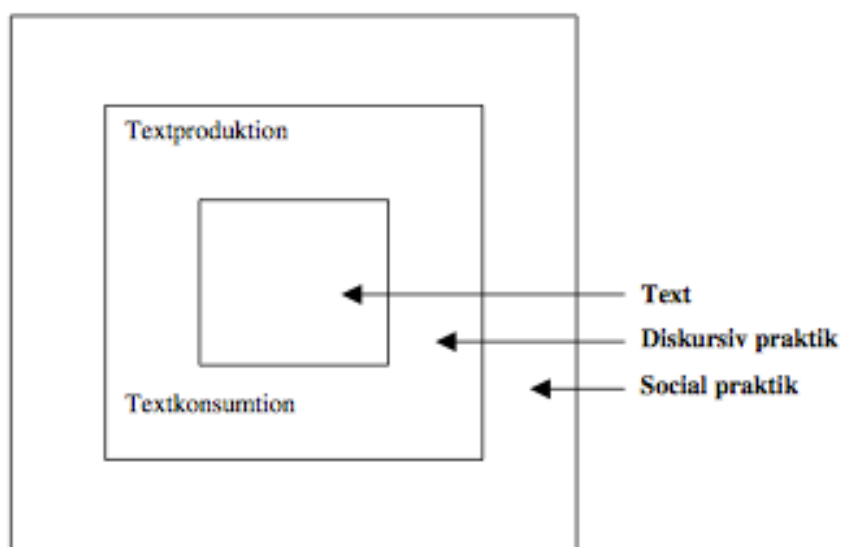 Textproduktion
Text
Diskursiv praktik
Social praktik
Textkonsumtion